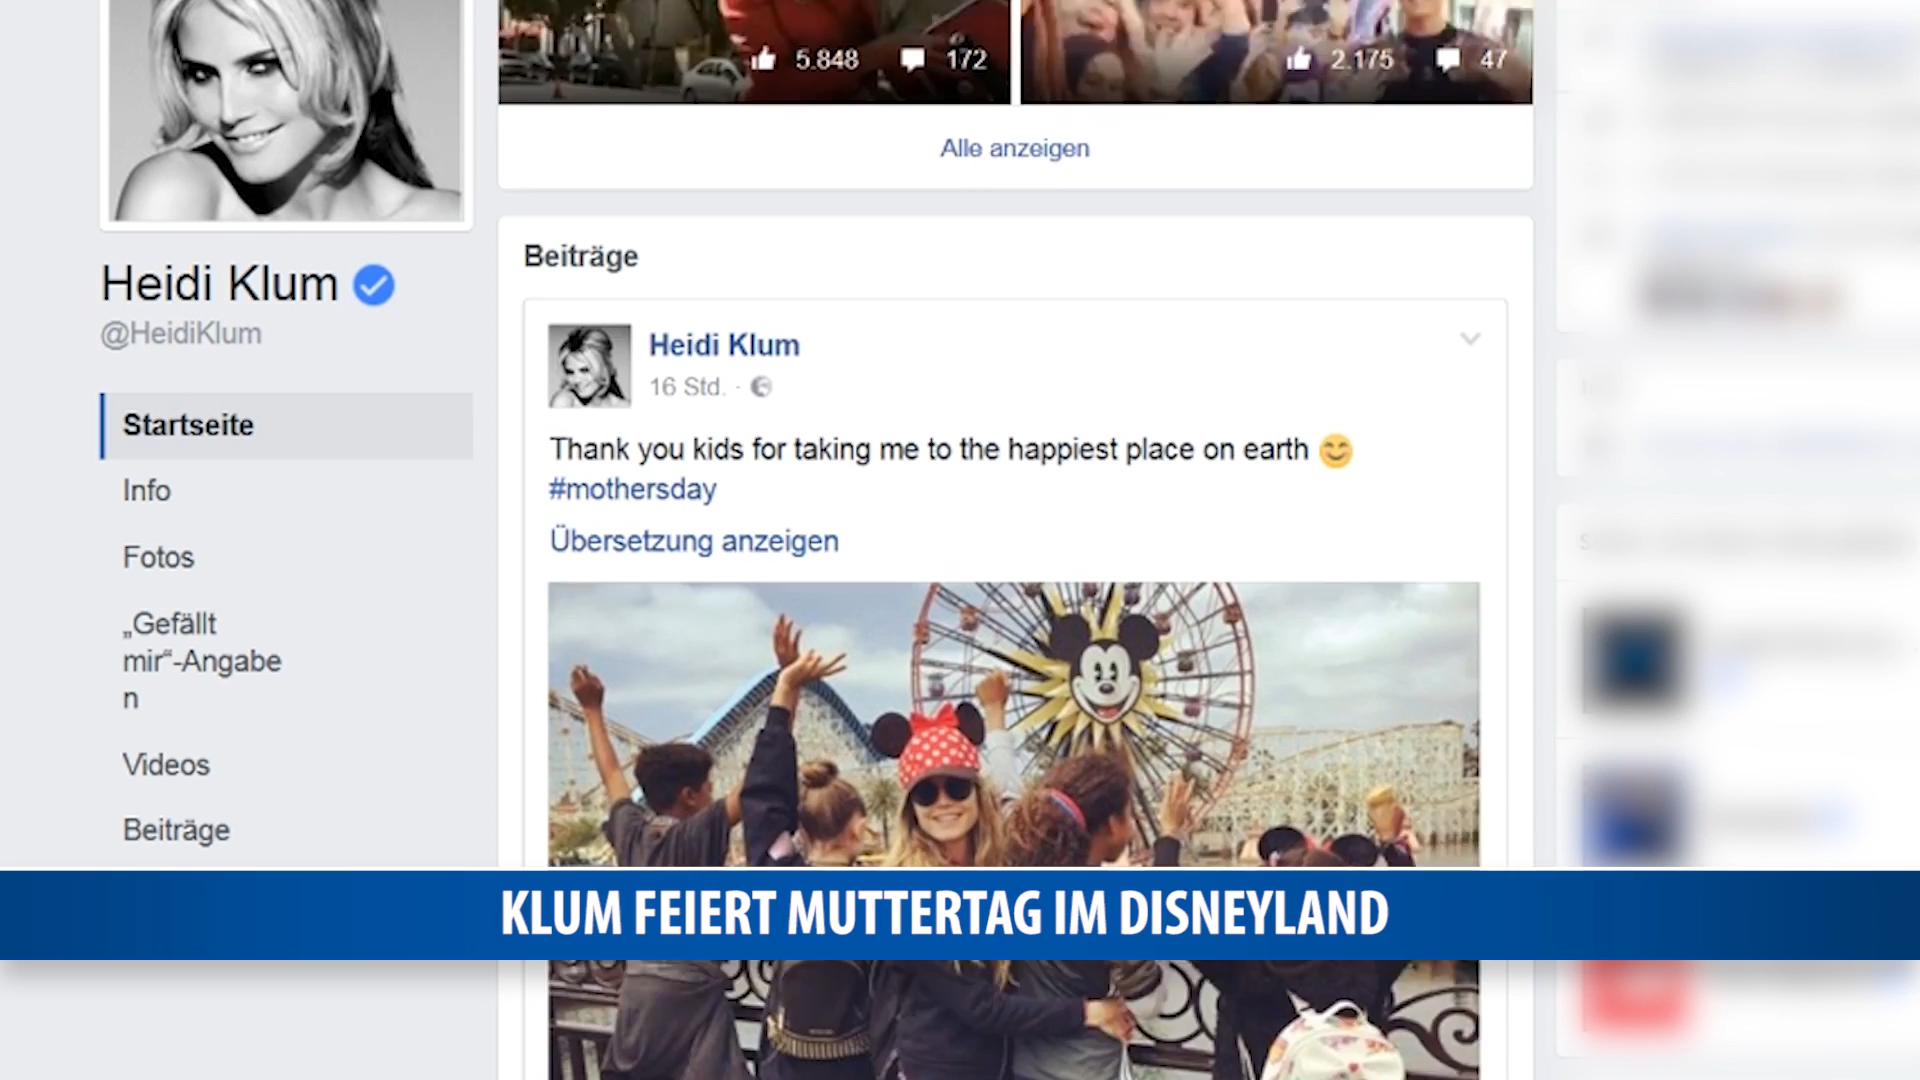 5.848
172
2.175
47
Alle anzeigen
Heidi Klum
@HeidiKlum
Startseite
Info
Fotos
„Gefällt
mir“-Angabe
n
Videos
Beiträge
Beiträge
Heidi Klum
16 Std. ·
Thank you kids for taking me to the happiest place on earth 😊
#mothersday
Übersetzung anzeigen
KLUM FEIERT MUTTERTAG IM DISNEYLAND